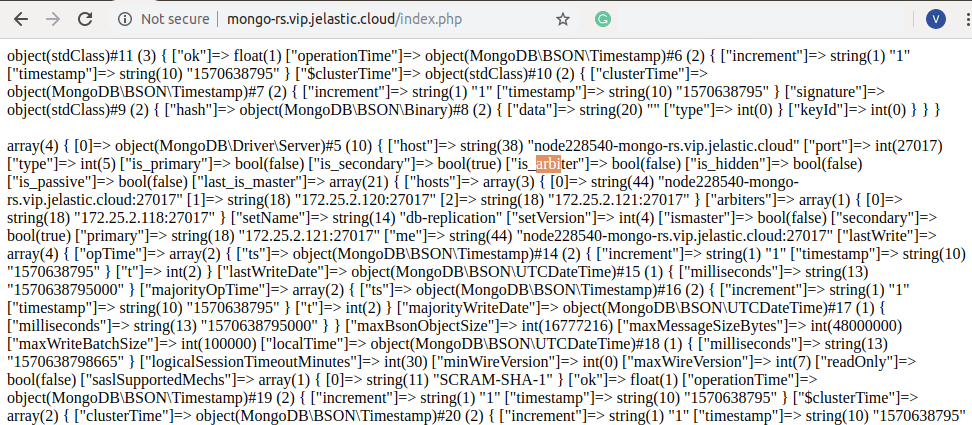 Not secure | mongo-rs.vip.jelastic.cloud/index.php
V
object(stdClass)#11 (3) { ["ok"]=> float(1) ["operationTime"]=> object(MongoDB\BSON\Timestamp)#6 (2) { ["increment"]=> string(1) "1"
["timestamp"]=> string(10) "1570638795" } ["$clusterTime"]=> object(stdClass)#10 (2) { ["clusterTime"]=>
object(MongoDB\BSON\Timestamp)#7 (2) { ["increment"]=> string(1) "1" ["timestamp"]=> string(10) "1570638795" } ["signature"]=>
object(stdClass)#9 (2) { ["hash"]=> object(MongoDB\BSON\Binary)#8 (2) { ["data"]=> string(20) "" ["type"]=> int(0) } ["keyId"]=> int(0) } } }
array(4) { [0]=> object(MongoDB\Driver\Server)#5 (10) { ["host"]=> string(38) "node228540-mongo-rs.vip.jelastic.cloud" ["port"]=> int(27017)
["type"]=> int(5) ["is_primary"]=> bool(false) ["is_secondary"]=> bool(true) ["is_arbiter"]=> bool(false) ["is_hidden"]=> bool(false)
["is_passive"]=> bool(false) ["last_is_master"]=> array(21) { ["hosts"]=> array(3) { [0]=> string(44) "node228540-mongo-
rs.vip.jelastic.cloud:27017" [1]=> string(18) "172.25.2.120:27017" [2]=> string(18) "172.25.2.121:27017" } ["arbiters"]=> array(1) { [0]=>
string(18) "172.25.2.118:27017" } ["setName"]=> string(14) "db-replication" ["setVersion"]=> int(4) ["ismaster"]=> bool(false) ["secondary"]=>
bool(true) ["primary"]=> string(18) "172.25.2.121:27017" ["me"]=> string(44) "node228540-mongo-rs.vip.jelastic.cloud:27017" ["lastWrite"]=>
array(4) { ["opTime"]=> array(2) { ["ts"]=> object(MongoDB\BSON\Timestamp)#14 (2) { ["increment"]=> string(1) "1" ["timestamp"]=> string(10)
"1570638795" } ["t"]=> int(2) } ["lastWriteDate"]=> object(MongoDB\BSON\UTCDateTime)#15 (1) { ["milliseconds"]=> string(13)
"1570638795000" } ["majorityOpTime"]=> array(2) { ["ts"]=> object(MongoDB\BSON\Timestamp)#16 (2) { ["increment"]=> string(1) "1"
["timestamp"]=> string(10) "1570638795" } ["t"]=> int(2) } ["majorityWriteDate"]=> object(MongoDB\BSON\UTCDateTime)#17 (1) {
["milliseconds"]=> string(13) "1570638795000" } } ["maxBsonObjectSize"]=> int(16777216) ["maxMessageSizeBytes"]=> int(48000000)
["maxWriteBatchSize"]=> int(100000) ["localTime"]=> object(MongoDB\BSON\UTCDateTime)#18 (1) { ["milliseconds"]=> string(13)
"1570638798665" } ["logicalSessionTimeoutMinutes"]=> int(30) ["minWireVersion"]=> int(0) ["maxWireVersion"]=> int(7) ["readOnly"]=>
bool(false) ["saslSupportedMechs"]=> array(1) { [0]=> string(11) "SCRAM-SHA-1" } ["ok"]=> float(1) ["operationTime"]=>
object(MongoDB\BSON\Timestamp)#19 (2) { ["increment"]=> string(1) "1" ["timestamp"]=> string(10) "1570638795" } ["$clusterTime"]=>
array(2) { ["clusterTime"]=> object(MongoDB\BSON\Timestamp)#20 (2) { ["increment"]=> string(1) "1" ["timestamp"]=> string(10) "1570638795"